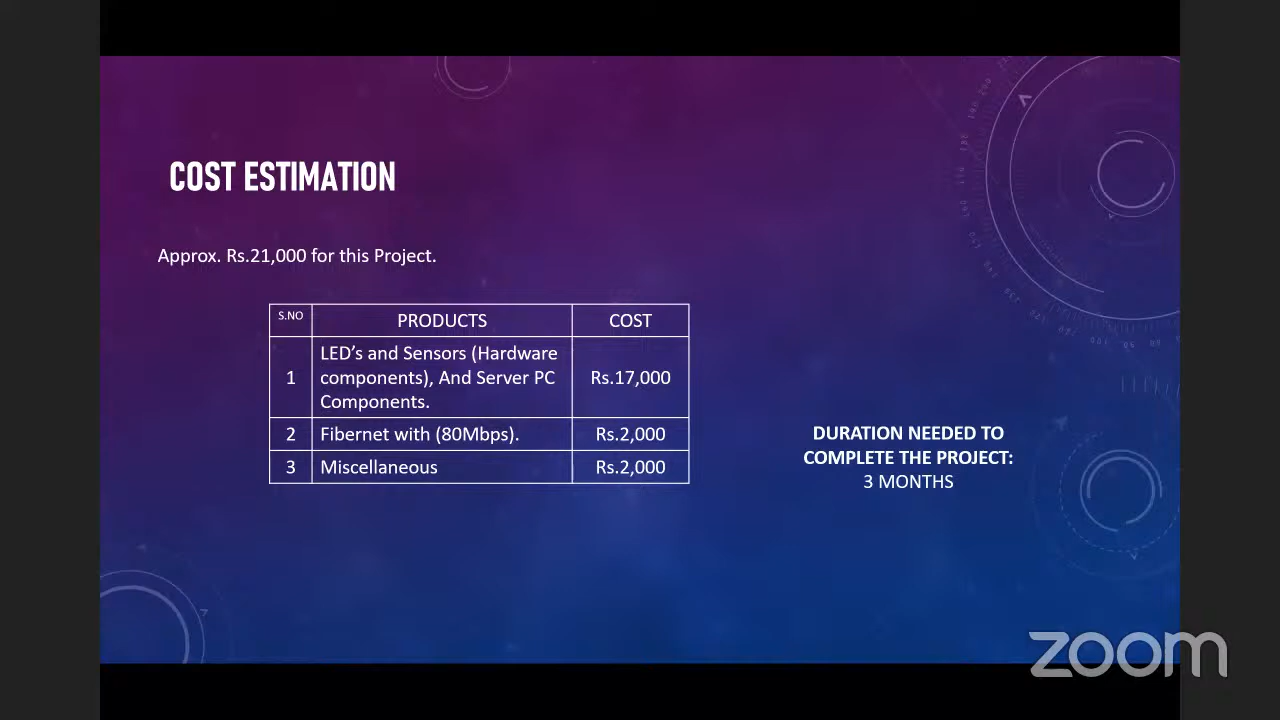 COST ESTIMATION
Approx. Rs.21,000 for this Project.
S.NO PRODUCTS COST
1 LED's and Sensors (Hardware components), And Server PC Components. Rs.17,000
2 Fibernet with (80Mbps). Rs.2,000
3 Miscellaneous Rs.2,000
DURATION NEEDED TO
COMPLETE THE PROJECT:
3 MONTHS
zoom